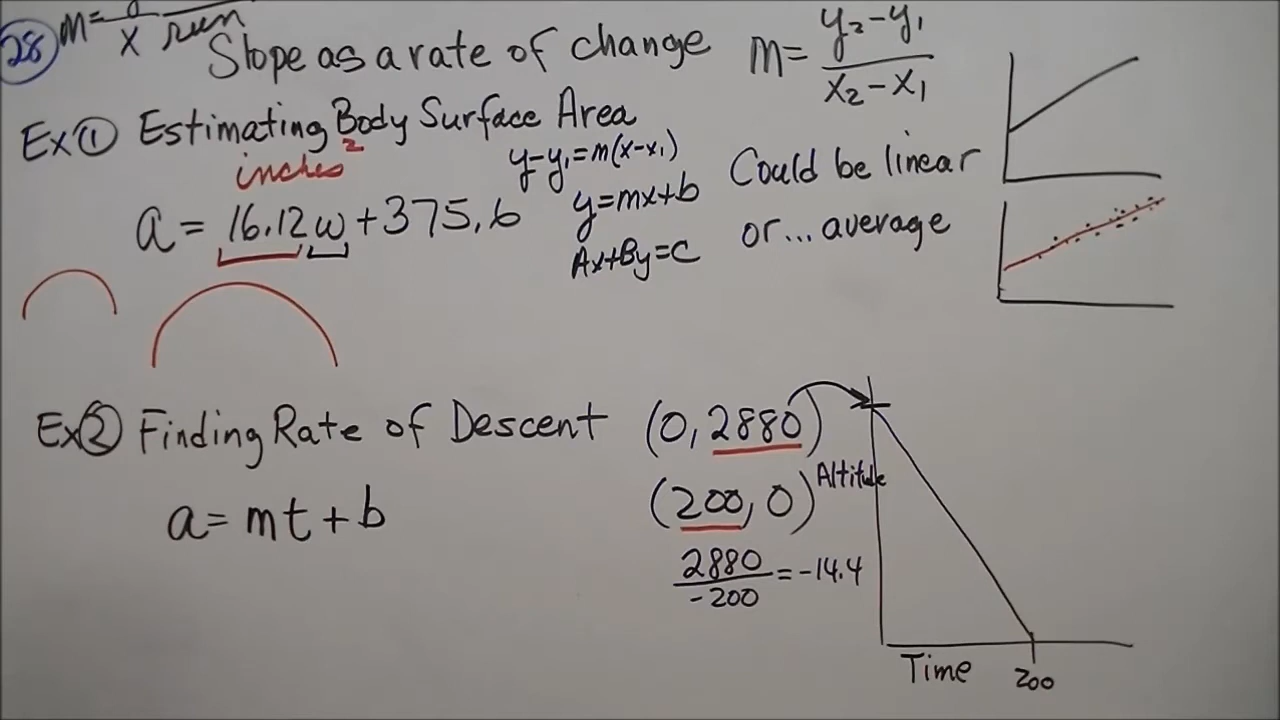 28 m= x run
Slope as a rate of change m= y₂-y₁
x₂-x₁
Ex① Estimating Body Surface Area
inches²
y-y₁=m(x-x₁)
a = 16.12w+375.6
y=mx+b
Ax+By=C
Could be linear
or... average
Ex② Finding Rate of Descent
a= mt + b
(0, 2880)
(200, 0)
2880
-200 = -14.4
Altitude
Time
200